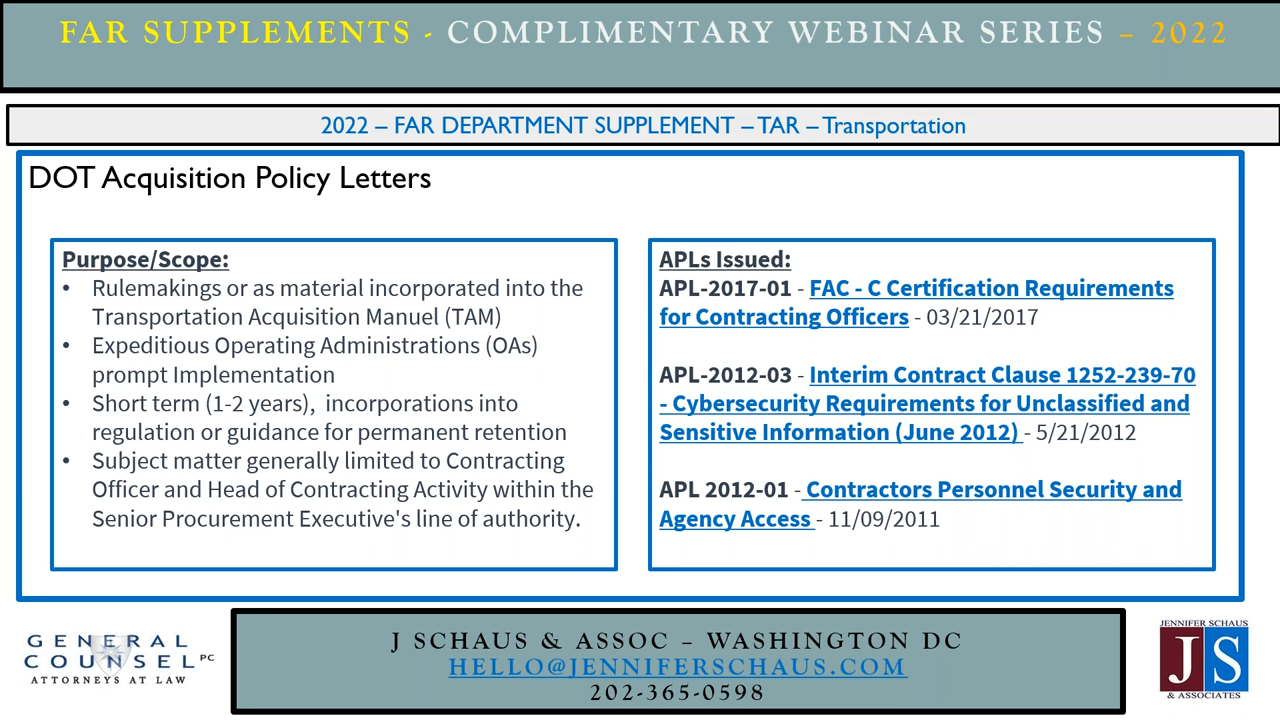 FAR SUPPLEMENTS - COMPLIMENTARY WEBINAR SERIES – 2022
2022 – FAR DEPARTMENT SUPPLEMENT – TAR – Transportation
DOT Acquisition Policy Letters
Purpose/Scope:
• Rulemakings or as material incorporated into the
Transportation Acquisition Manuel (TAM)
• Expeditious Operating Administrations (OAs)
prompt Implementation
• Short term (1-2 years), incorporations into
regulation or guidance for permanent retention
• Subject matter generally limited to Contracting
Officer and Head of Contracting Activity within the
Senior Procurement Executive's line of authority.
APLs Issued:
APL-2017-01 - FAC - C Certification Requirements
for Contracting Officers - 03/21/2017
APL-2012-03 - Interim Contract Clause 1252-239-70
- Cybersecurity Requirements for Unclassified and
Sensitive Information (June 2012) - 5/21/2012
APL 2012-01 - Contractors Personnel Security and
Agency Access - 11/09/2011
GENERAL
COUNSEL PC
ATTORNEYS AT LAW
J SCHAUS & ASSOC – WASHINGTON DC
HELLO@JENNIFERSCHAUS.COM
202-365-0598
JENNIFER SCHAUS
JS
& ASSOCIATES